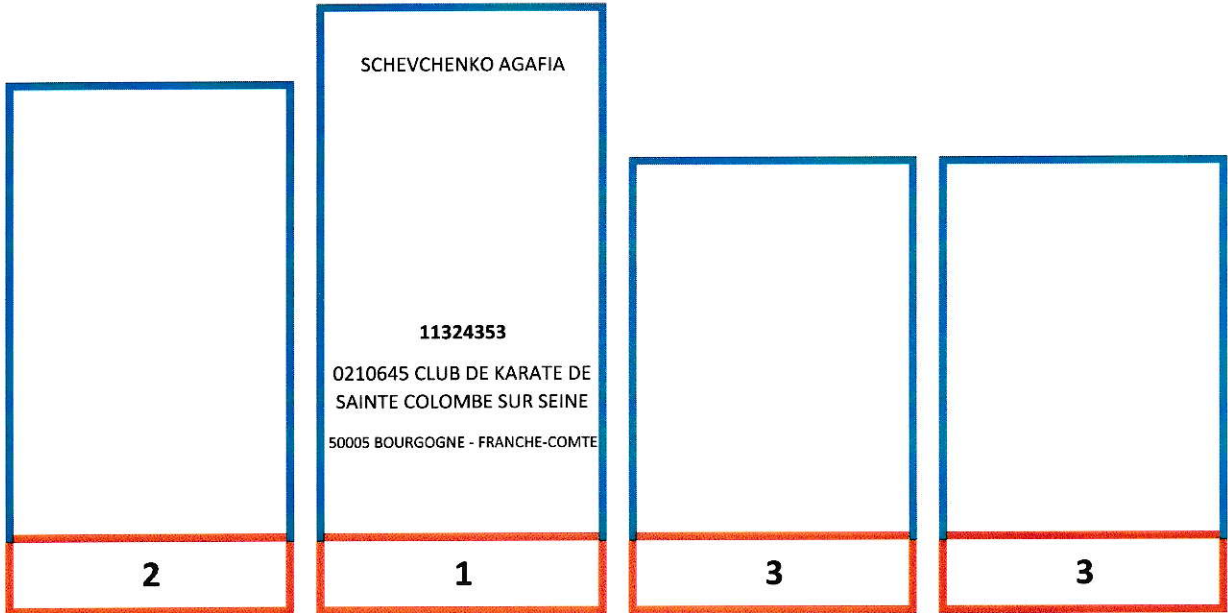 SCHEVCHENKO AGAFIA
11324353
0210645 CLUB DE KARATE DE
SAINTE COLOMBE SUR SEINE
50005 BOURGOGNE - FRANCHE-COMTE
2
1
3
3